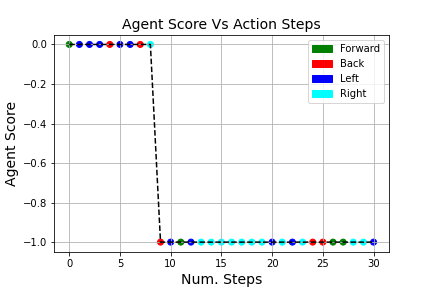 Agent Score Vs Action Steps
Agent Score
0.0
−0.2
−0.4
−0.6
−0.8
−1.0
Forward
Back
Left
Right
0
5
10
15
20
25
30
Num. Steps